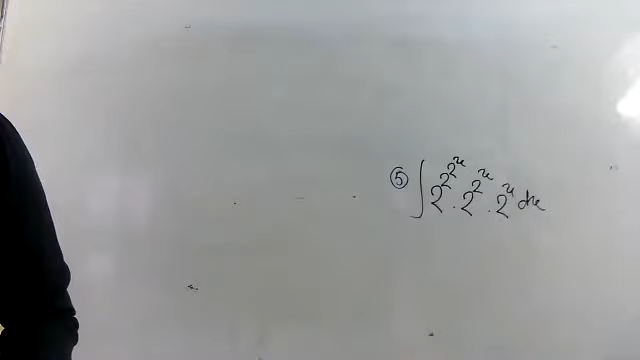 ⑤ ∫ 2^{2^{2^x}} · 2^{2^x} · 2^x dx